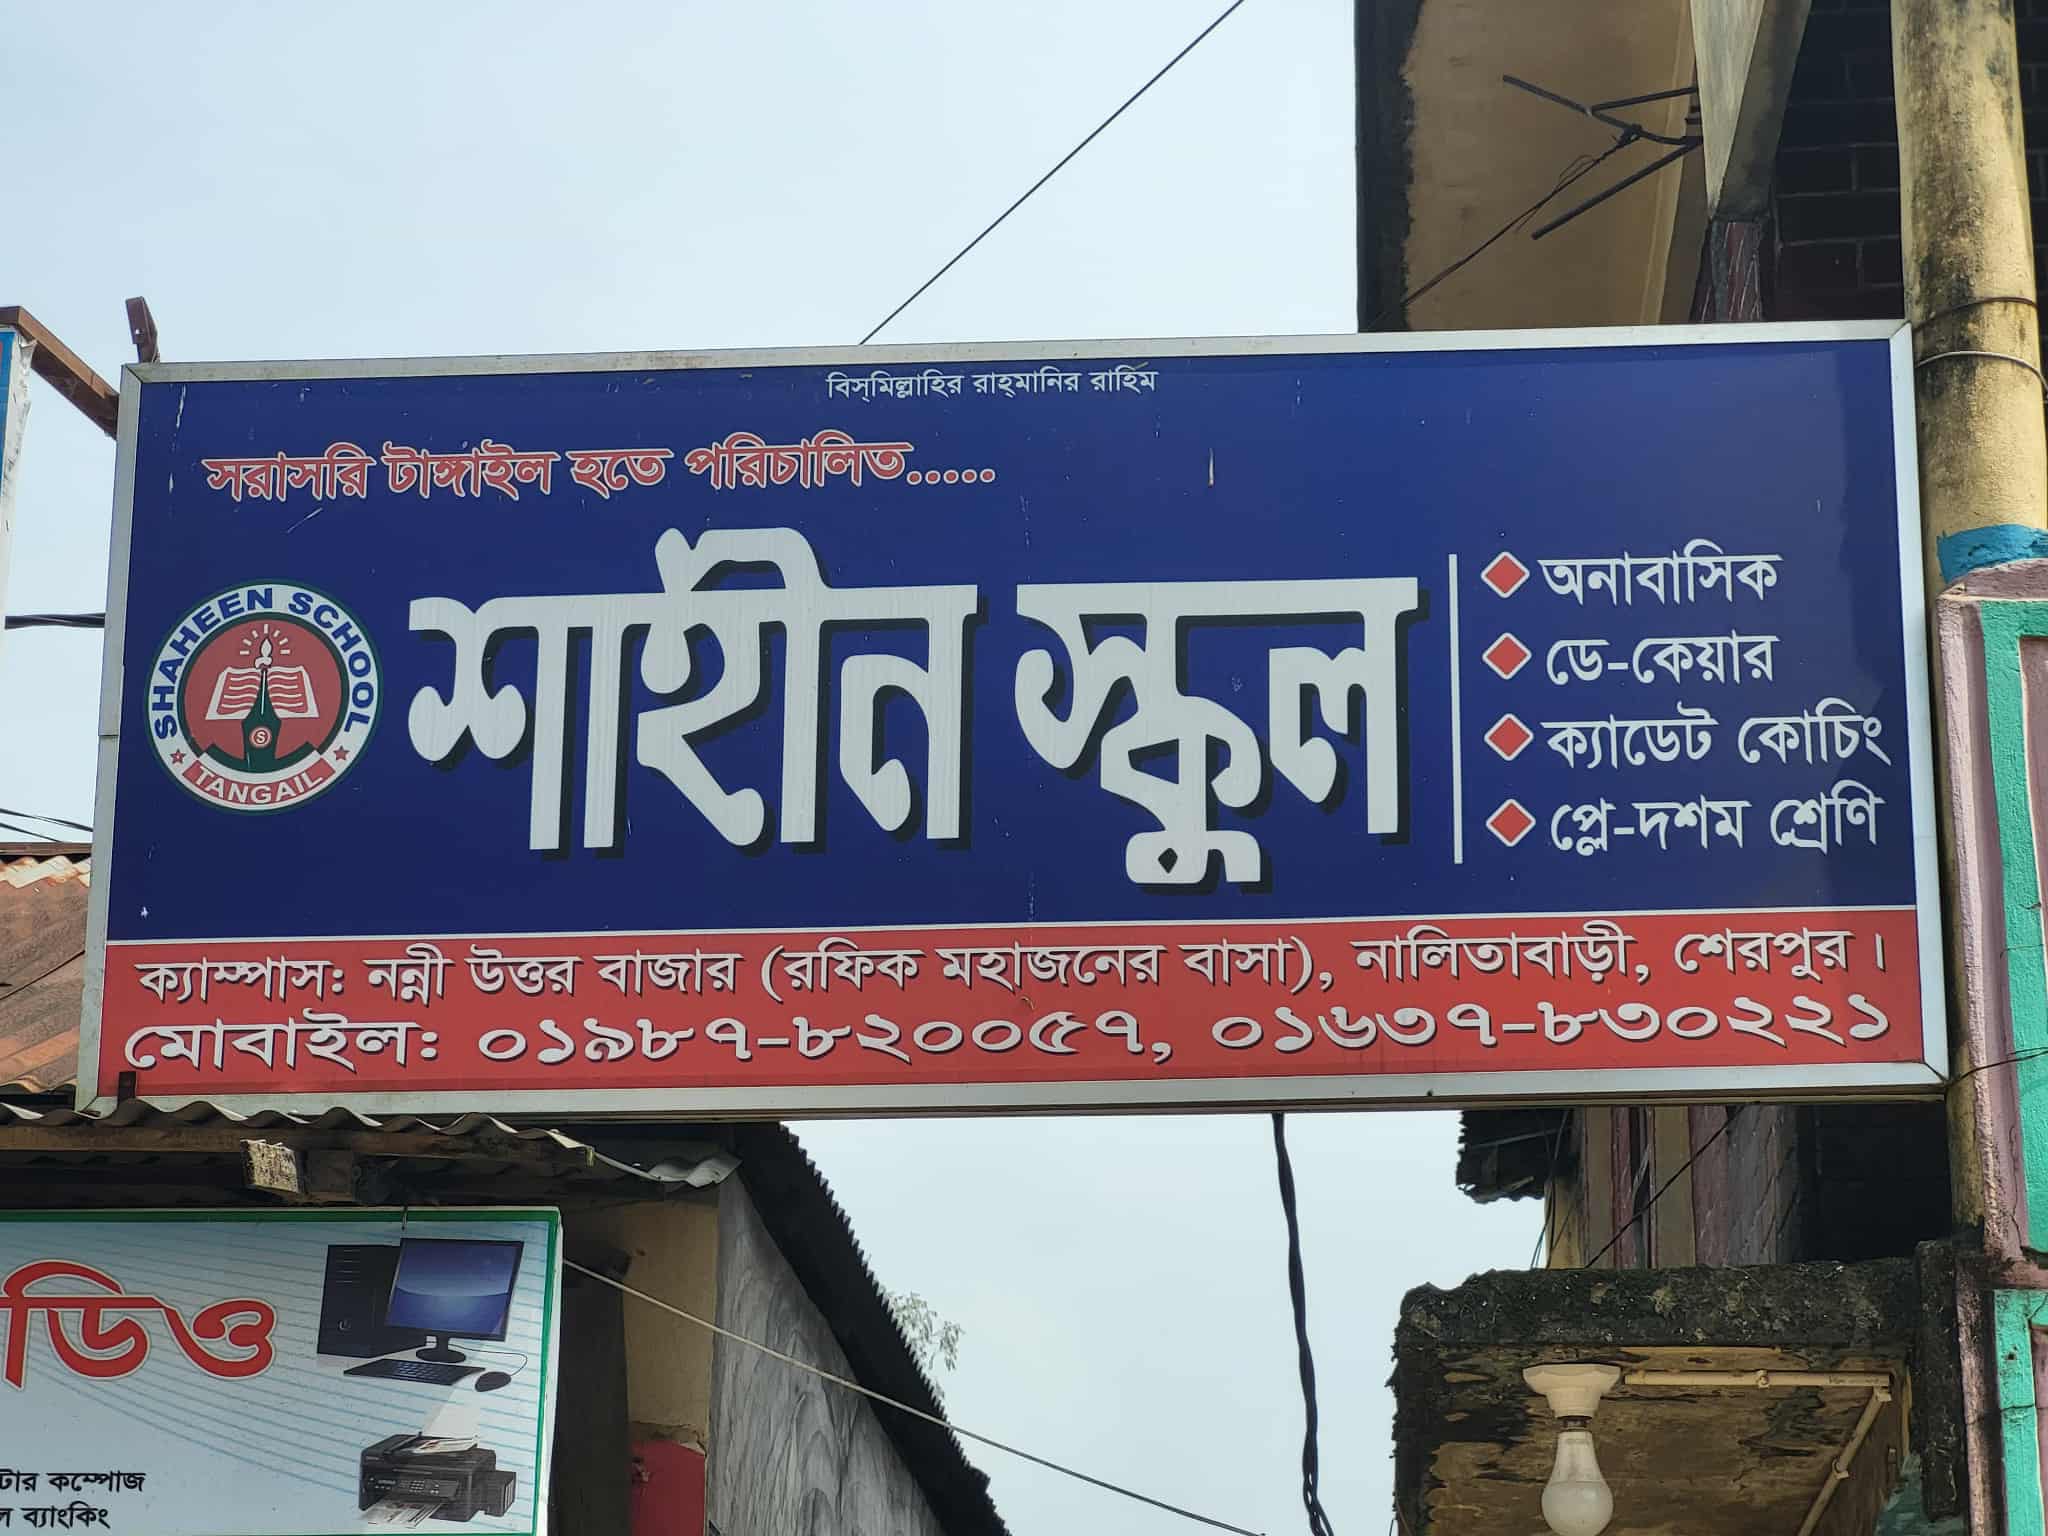 বিস্‌মিল্লাহির রাহ্‌মানির রাহিম
সরাসরি টাঙ্গাইল হতে পরিচালিত.....
SHAHEEN SCHOOL
S
TANGAIL
শাহীন স্কুল
অনাবাসিক
ডে-কেয়ার
ক্যাডেট কোচিং
প্লে-দশম শ্রেণি
ক্যাম্পাস: নন্নী উত্তর বাজার (রফিক মহাজনের বাসা), নালিতাবাড়ী, শেরপুর।
মোবাইল: ০১৯৮৭-৮২০০৫৭, ০১৬৩৭-৮৩০২২১
ডিও
টার কম্পোজ
ব্যাংকিং